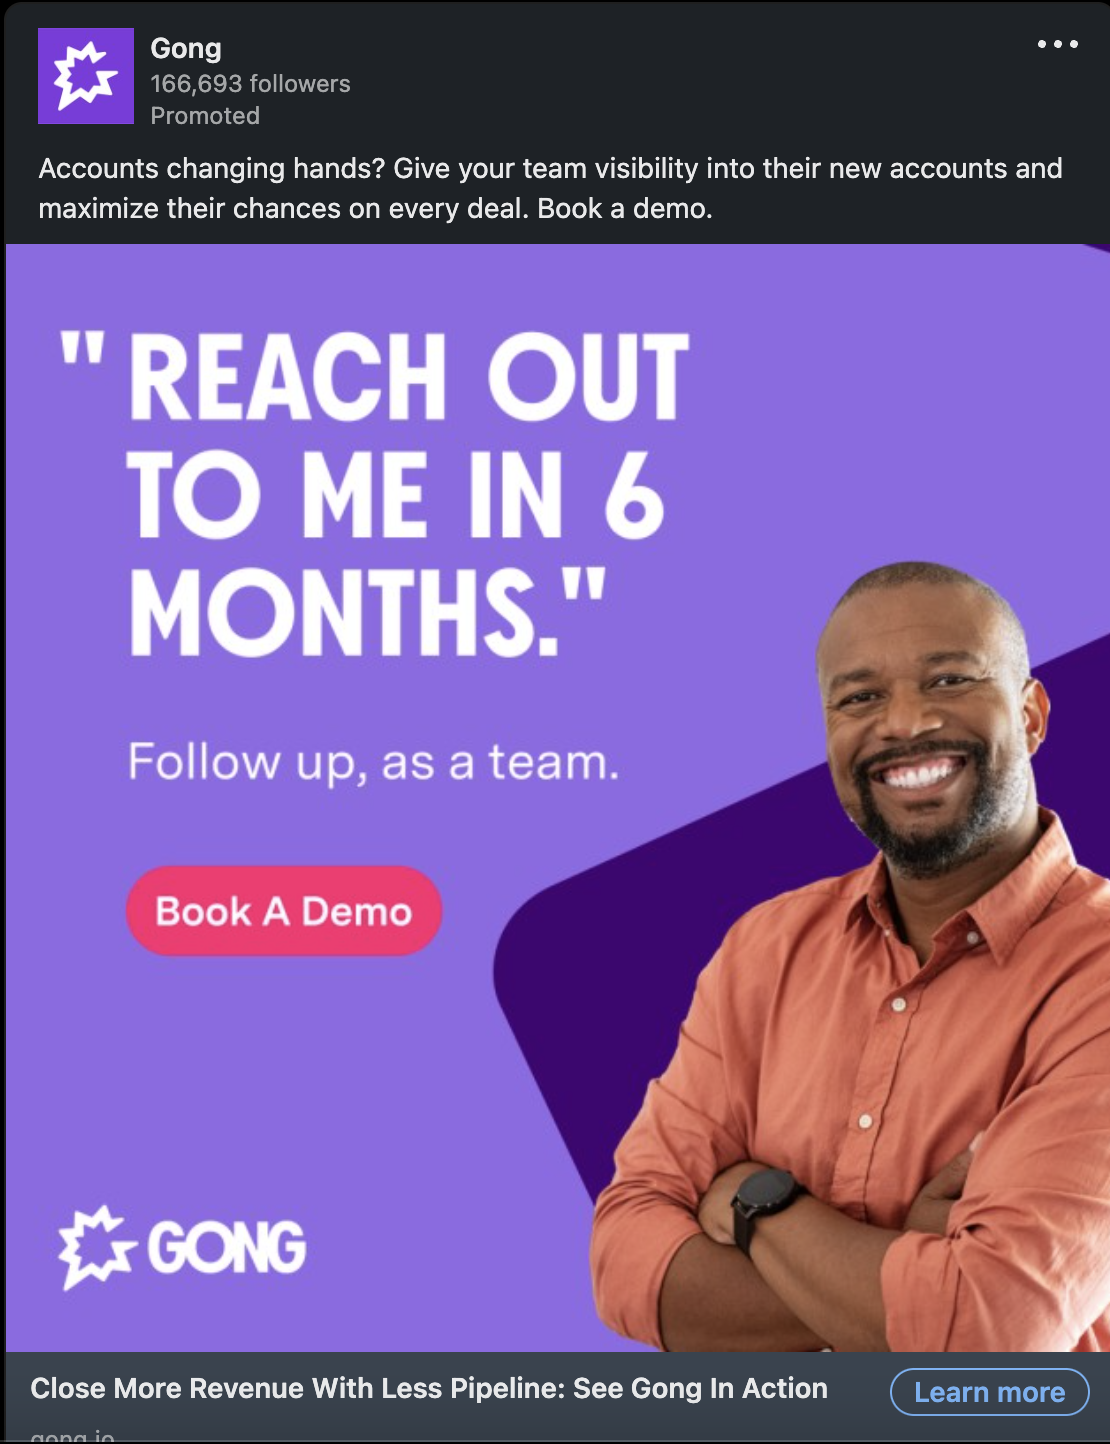 Gong
166,693 followers
Promoted
Accounts changing hands? Give your team visibility into their new accounts and
maximize their chances on every deal. Book a demo.
"REACH OUT
TO ME IN 6
MONTHS."
Follow up, as a team.
Book A Demo
GONG
Close More Revenue With Less Pipeline: See Gong In Action
Learn more
gong.io